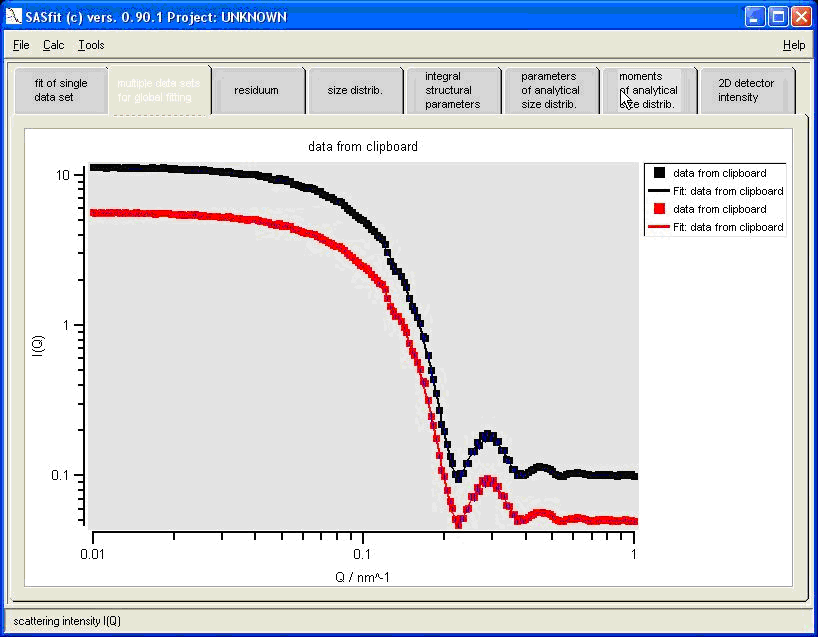 SASfit (c) vers. 0.90.1 Project: UNKNOWN
File Calc Tools Help
fit of single
data set
multiple data sets
for global fitting
residuum
size distrib.
integral
structural
parameters
parameters
of analytical
size distrib.
moments
of analytical
size distrib.
2D detector
intensity
data from clipboard
10
1
0.1
I(Q)
0.01
0.1
1
Q / nm^-1
data from clipboard
Fit: data from clipboard
data from clipboard
Fit: data from clipboard
scattering intensity I(Q)